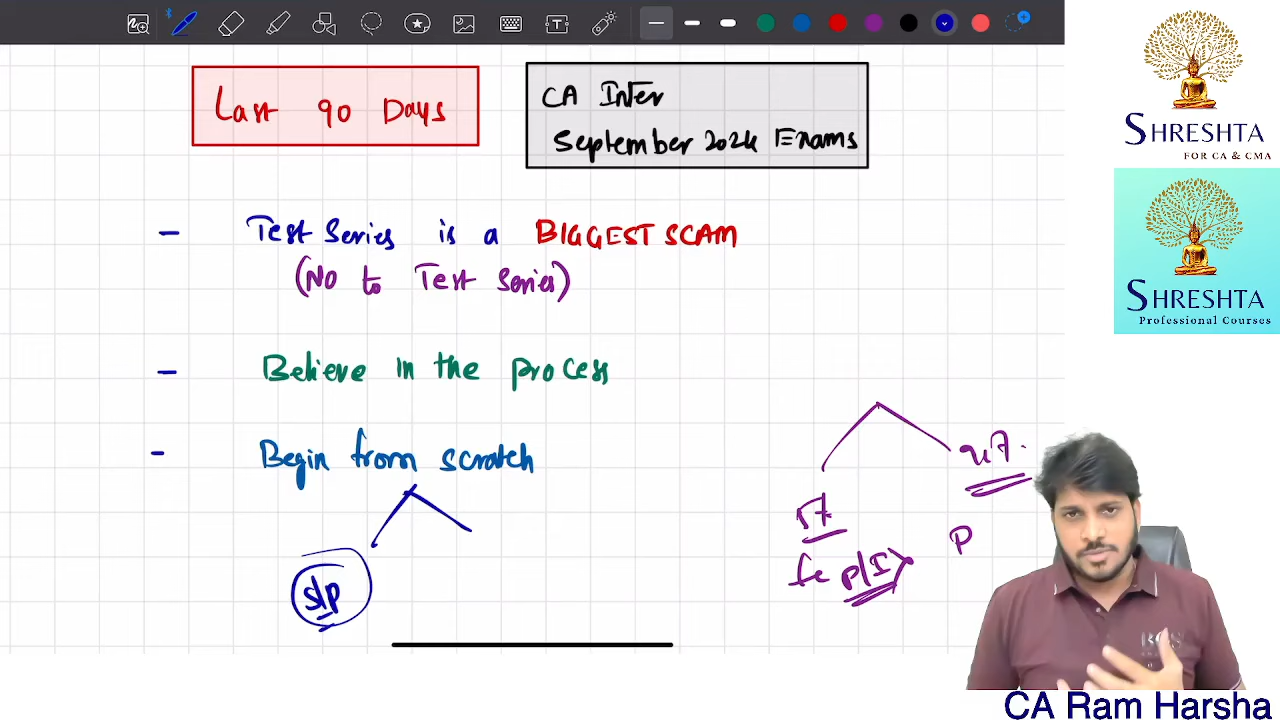 Last 90 Days
CA Inter
September 2024 Exams
SHRESHTA
FOR CA & CMA
SHRESHTA
Professional Courses
- Test Series is a BIGGEST SCAM
(NO to Test Series)
- Believe in the process
- Begin from scratch
S/P
P
CA Ram Harsha